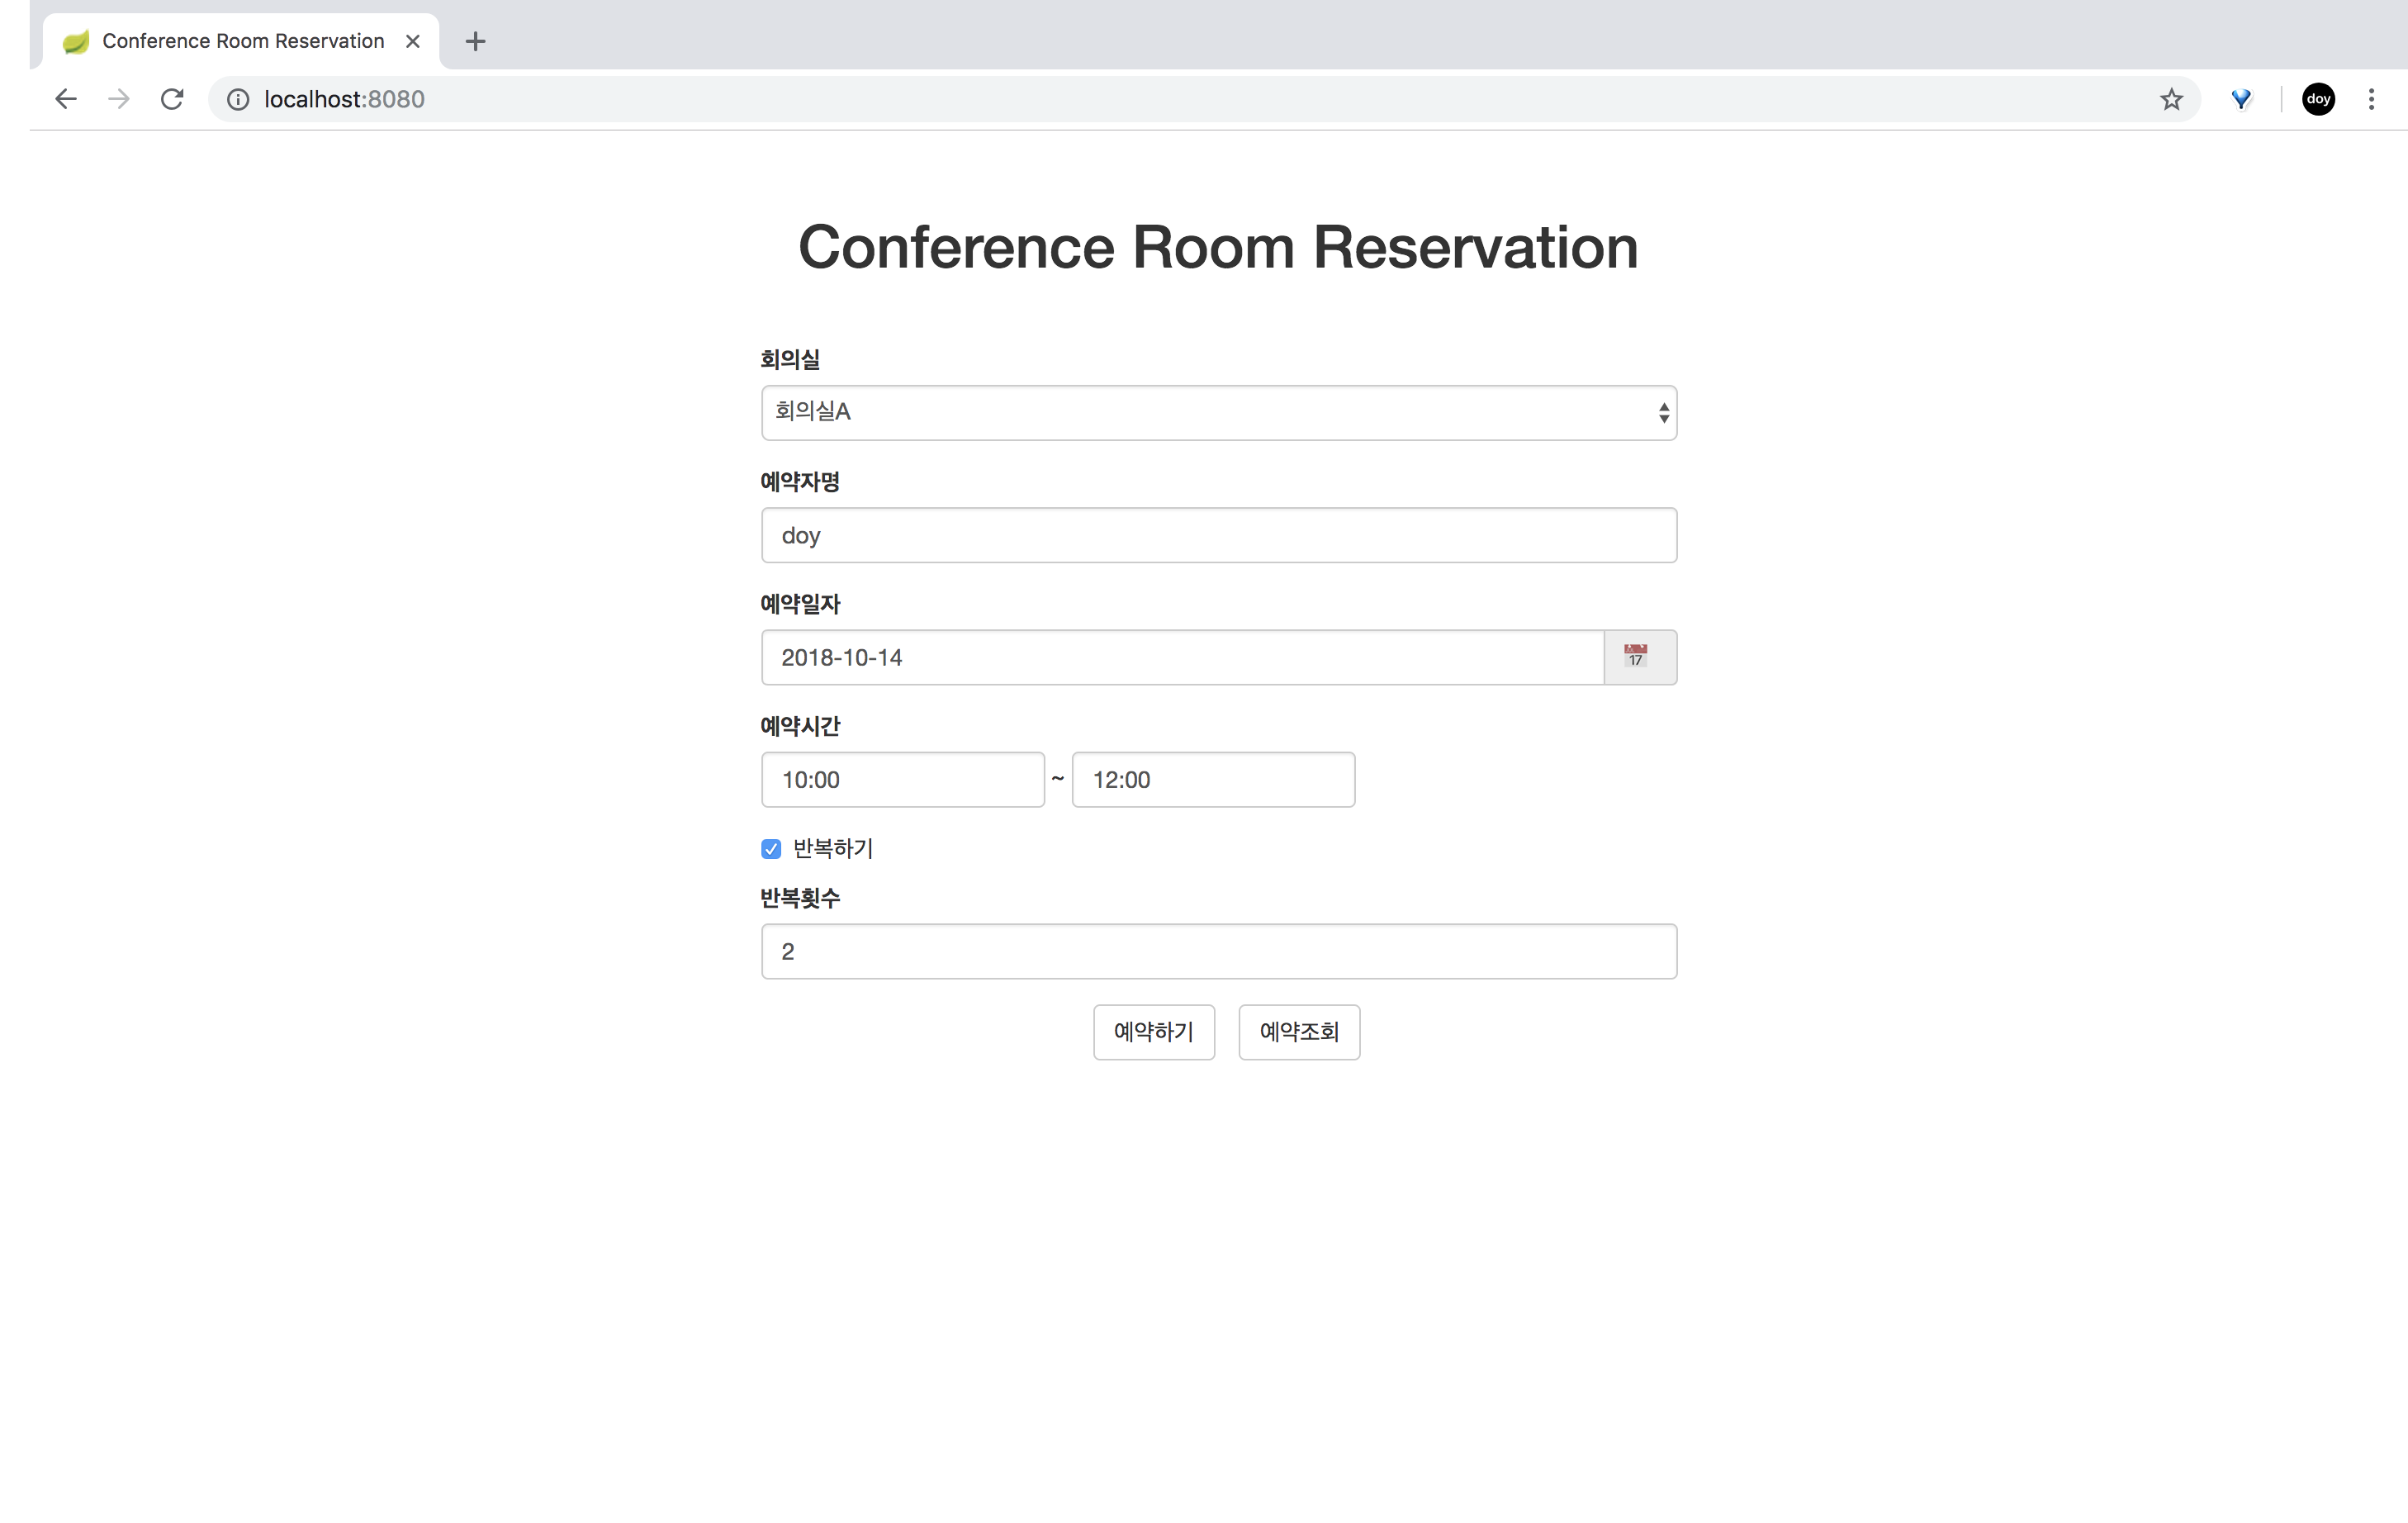 Conference Room Reservation
localhost:8080
doy
Conference Room Reservation
회의실
회의실A
예약자명
doy
예약일자
2018-10-14
17
예약시간
10:00 ~ 12:00
반복하기
반복횟수
2
예약하기 예약조회